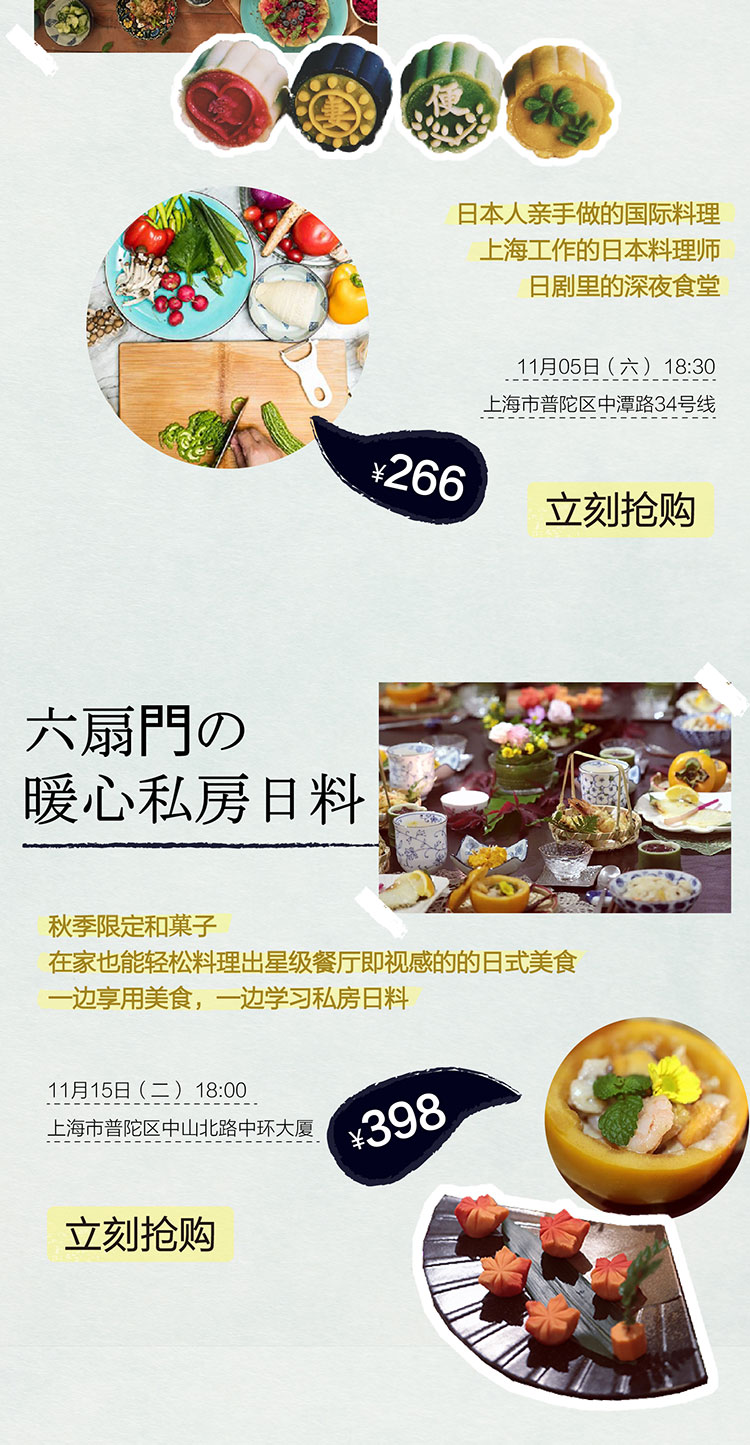 便
日本人亲手做的国际料理
上海工作的日本料理师
日剧里的深夜食堂
11月05日（六） 18:30
上海市普陀区中潭路34号线
¥266
立刻抢购
六扇門の
暖心私房日料
秋季限定和菓子
在家也能轻松料理出星级餐厅即视感的的日式美食
一边享用美食，一边学习私房日料
11月15日（二） 18:00
上海市普陀区中山北路中环大厦
¥398
立刻抢购